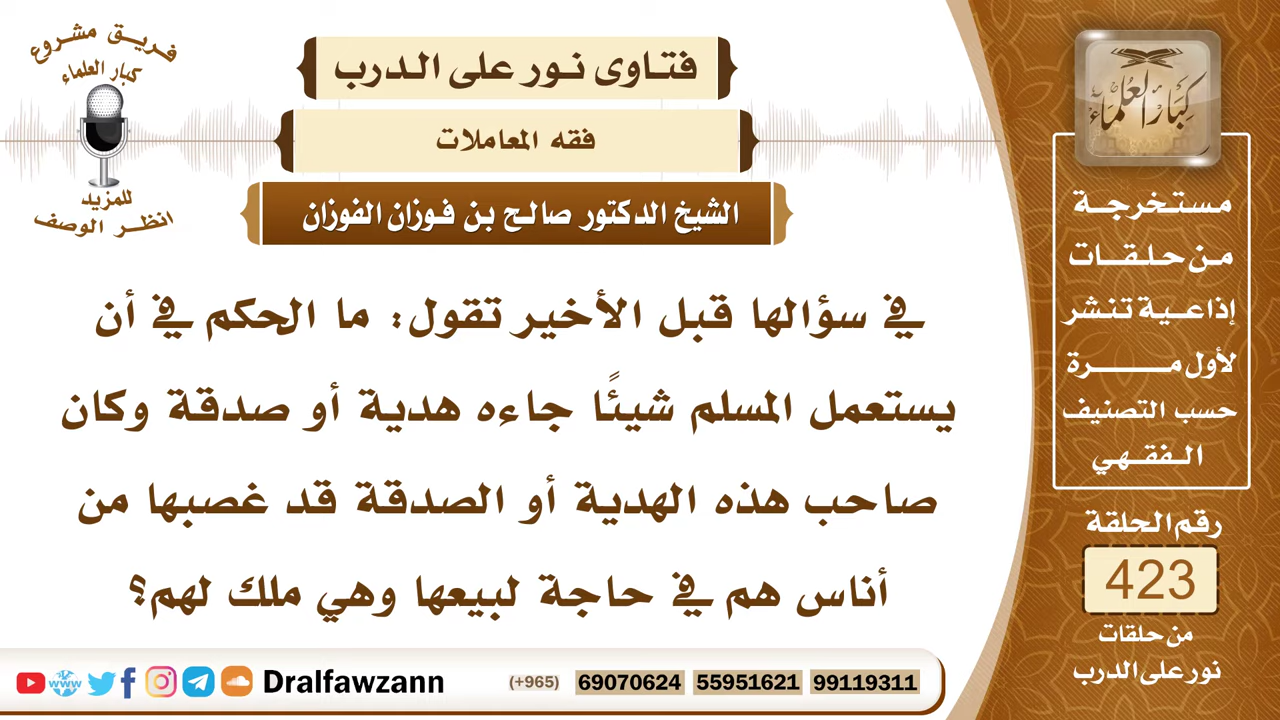 فتاوى نور على الدرب
فقه المعاملات
الشيخ الدكتور صالح بن فوزان الفوزان
في سؤالها قبل الأخير تقول: ما الحكم في أن
يستعمل المسلم شيئًا جاءه هدية أو صدقة وكان
صاحب هذه الهدية أو الصدقة قد غصبها من
أناس هم في حاجة لبيعها وهي ملك لهم؟
فريق مشروع
كبار العلماء
للمزيد
انظر الوصف
كبار العلماء
مستخرجة
من حلقات
إذاعية تنشر
لأول مرة
حسب التصنيف
الفقهي
رقم الحلقة
423
من حلقات
نور على الدرب
www
Dralfawzann
(+965) 69070624 55951621 99119311